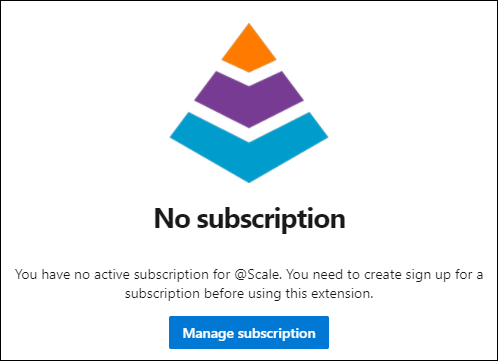 No subscription
You have no active subscription for @Scale. You need to create sign up for a
subscription before using this extension.
Manage subscription